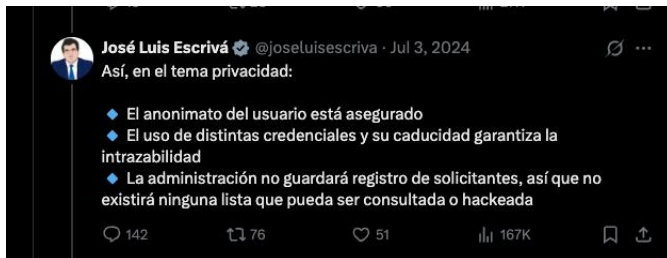 José Luis Escrivá @joseluisescriva · Jul 3, 2024
Así, en el tema privacidad:
🔹 El anonimato del usuario está asegurado
🔹 El uso de distintas credenciales y su caducidad garantiza la
intrazabilidad
🔹 La administración no guardará registro de solicitantes, así que no
existirá ninguna lista que pueda ser consultada o hackeada
142 76 51 167K